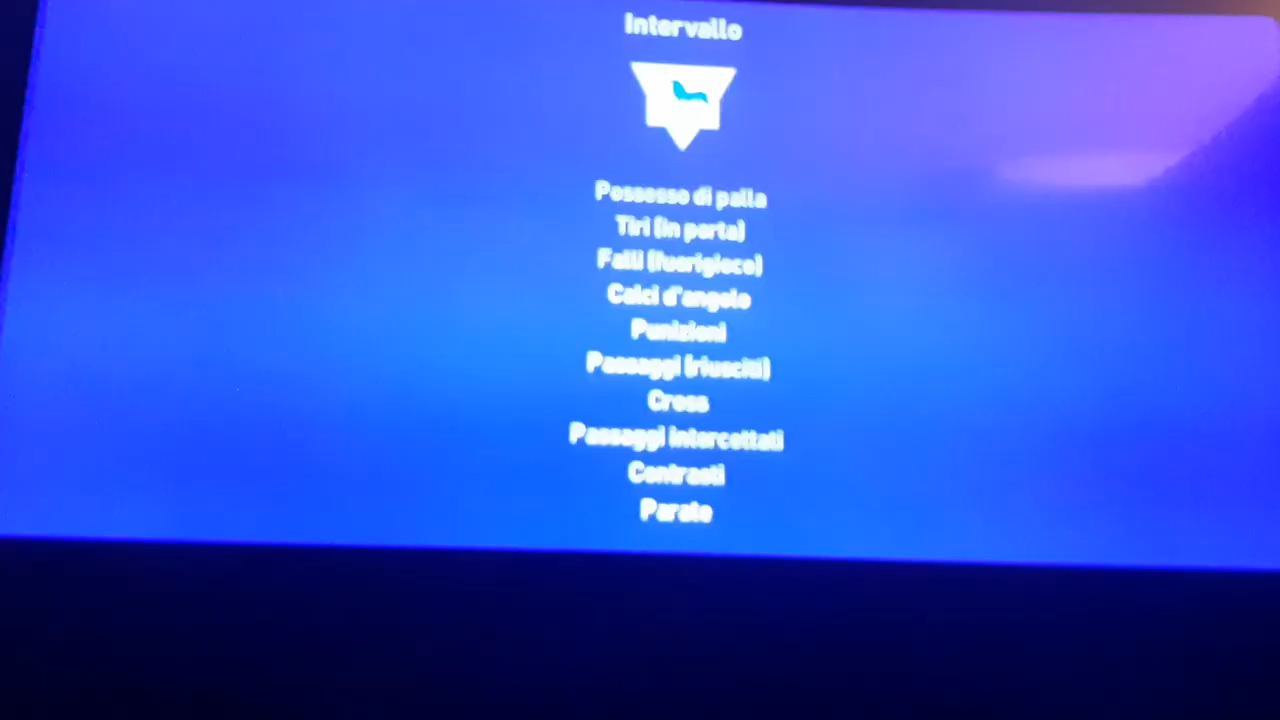 Intervallo
Possesso di palla
Tiri (in porta)
Falli (fuorigioco)
Calci d'angolo
Punizioni
Passaggi (riusciti)
Cross
Passaggi intercettati
Contrasti
Parate